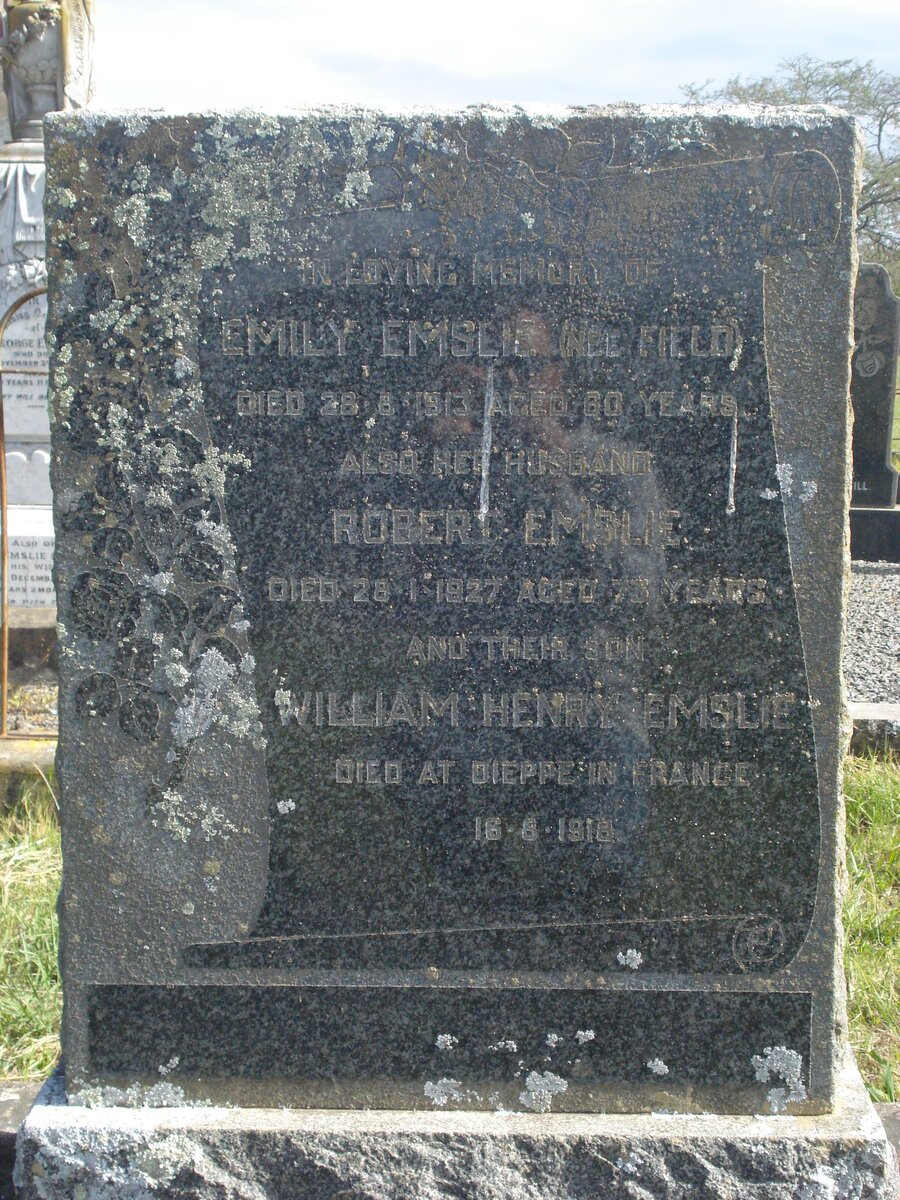 IN LOVING MEMORY OF
EMILY EMSLIE (NEE FIELD)
DIED 28·8·1913 AGED 60 YEARS.
ALSO HER HUSBAND
ROBERT EMSLIE.
DIED 28·1·1927 AGED 73 YEARS.
AND THEIR SON
WILLIAM HENRY EMSLIE
DIED AT DIEPPE IN FRANCE
16·8·1918.